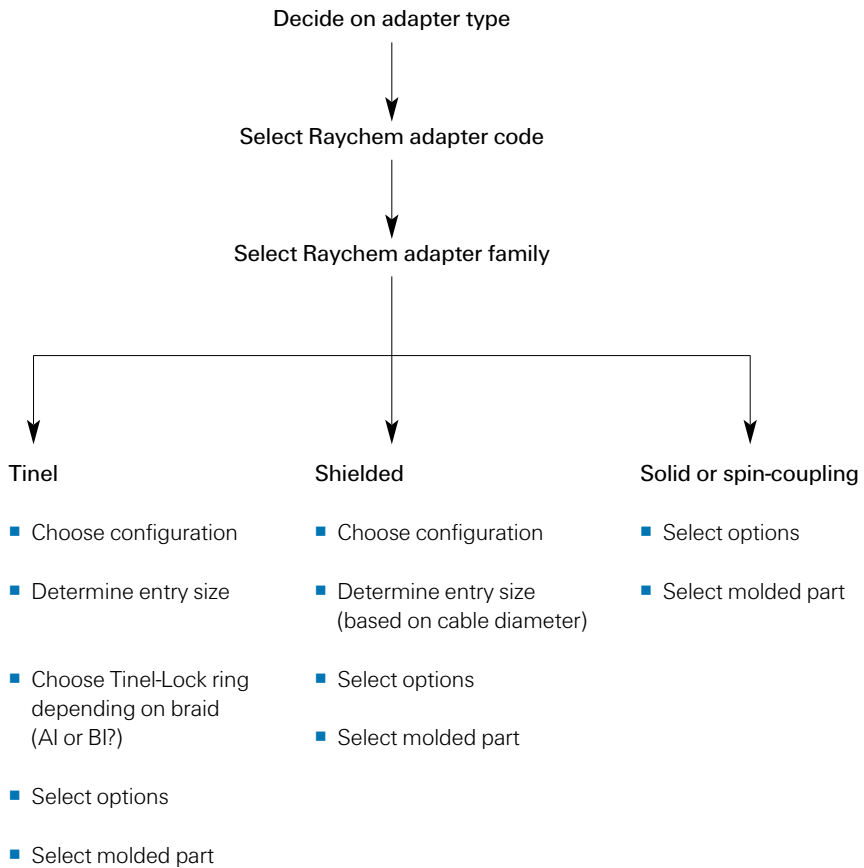 Decide on adapter type
Select Raychem adapter code
Select Raychem adapter family
Tinel
■ Choose configuration
■ Determine entry size
■ Choose Tinel-Lock ring
depending on braid
(AI or BI?)
■ Select options
■ Select molded part
Shielded
■ Choose configuration
■ Determine entry size
(based on cable diameter)
■ Select options
■ Select molded part
Solid or spin-coupling
■ Select options
■ Select molded part